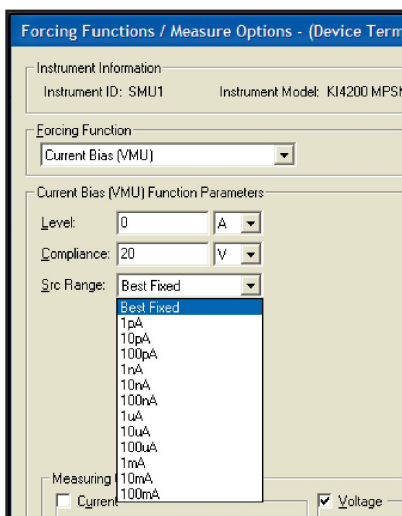 Forcing Functions / Measure Options - (Device Term
Instrument Information
Instrument ID: SMU1 Instrument Model: KI4200 MPSM
Forcing Function
Current Bias (VMU)
Current Bias (VMU) Function Parameters
Level: 0 A
Compliance: 20 V
Src Range: Best Fixed
Best Fixed
1pA
10pA
100pA
1nA
10nA
100nA
1uA
10uA
100uA
1mA
10mA
100mA
Measuring
Current
Voltage